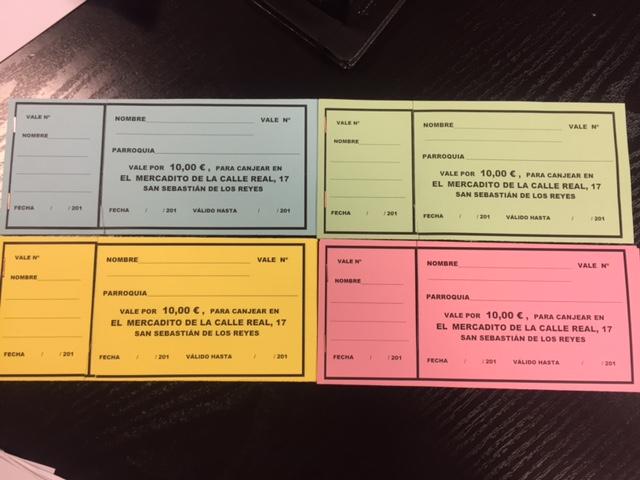 VALE Nº
NOMBRE
FECHA / / 201
NOMBRE VALE Nº
PARROQUIA
VALE POR 10,00 € , PARA CANJEAR EN
EL MERCADITO DE LA CALLE REAL, 17
SAN SEBASTIÁN DE LOS REYES
FECHA / / 201 VÁLIDO HASTA / / 201
VALE Nº
NOMBRE
FECHA / / 201
NOMBRE VALE Nº
PARROQUIA
VALE POR 10,00 € , PARA CANJEAR EN
EL MERCADITO DE LA CALLE REAL, 17
SAN SEBASTIÁN DE LOS REYES
FECHA / / 201 VÁLIDO HASTA / / 201
VALE Nº
NOMBRE
FECHA / / 201
NOMBRE VALE Nº
PARROQUIA
VALE POR 10,00 € , PARA CANJEAR EN
EL MERCADITO DE LA CALLE REAL, 17
SAN SEBASTIÁN DE LOS REYES
FECHA / / 201 VÁLIDO HASTA / / 201
VALE Nº
NOMBRE
FECHA / / 201
NOMBRE VALE Nº
PARROQUIA
VALE POR 10,00 € , PARA CANJEAR EN
EL MERCADITO DE LA CALLE REAL, 17
SAN SEBASTIÁN DE LOS REYES
FECHA / / 201 VÁLIDO HASTA / / 201